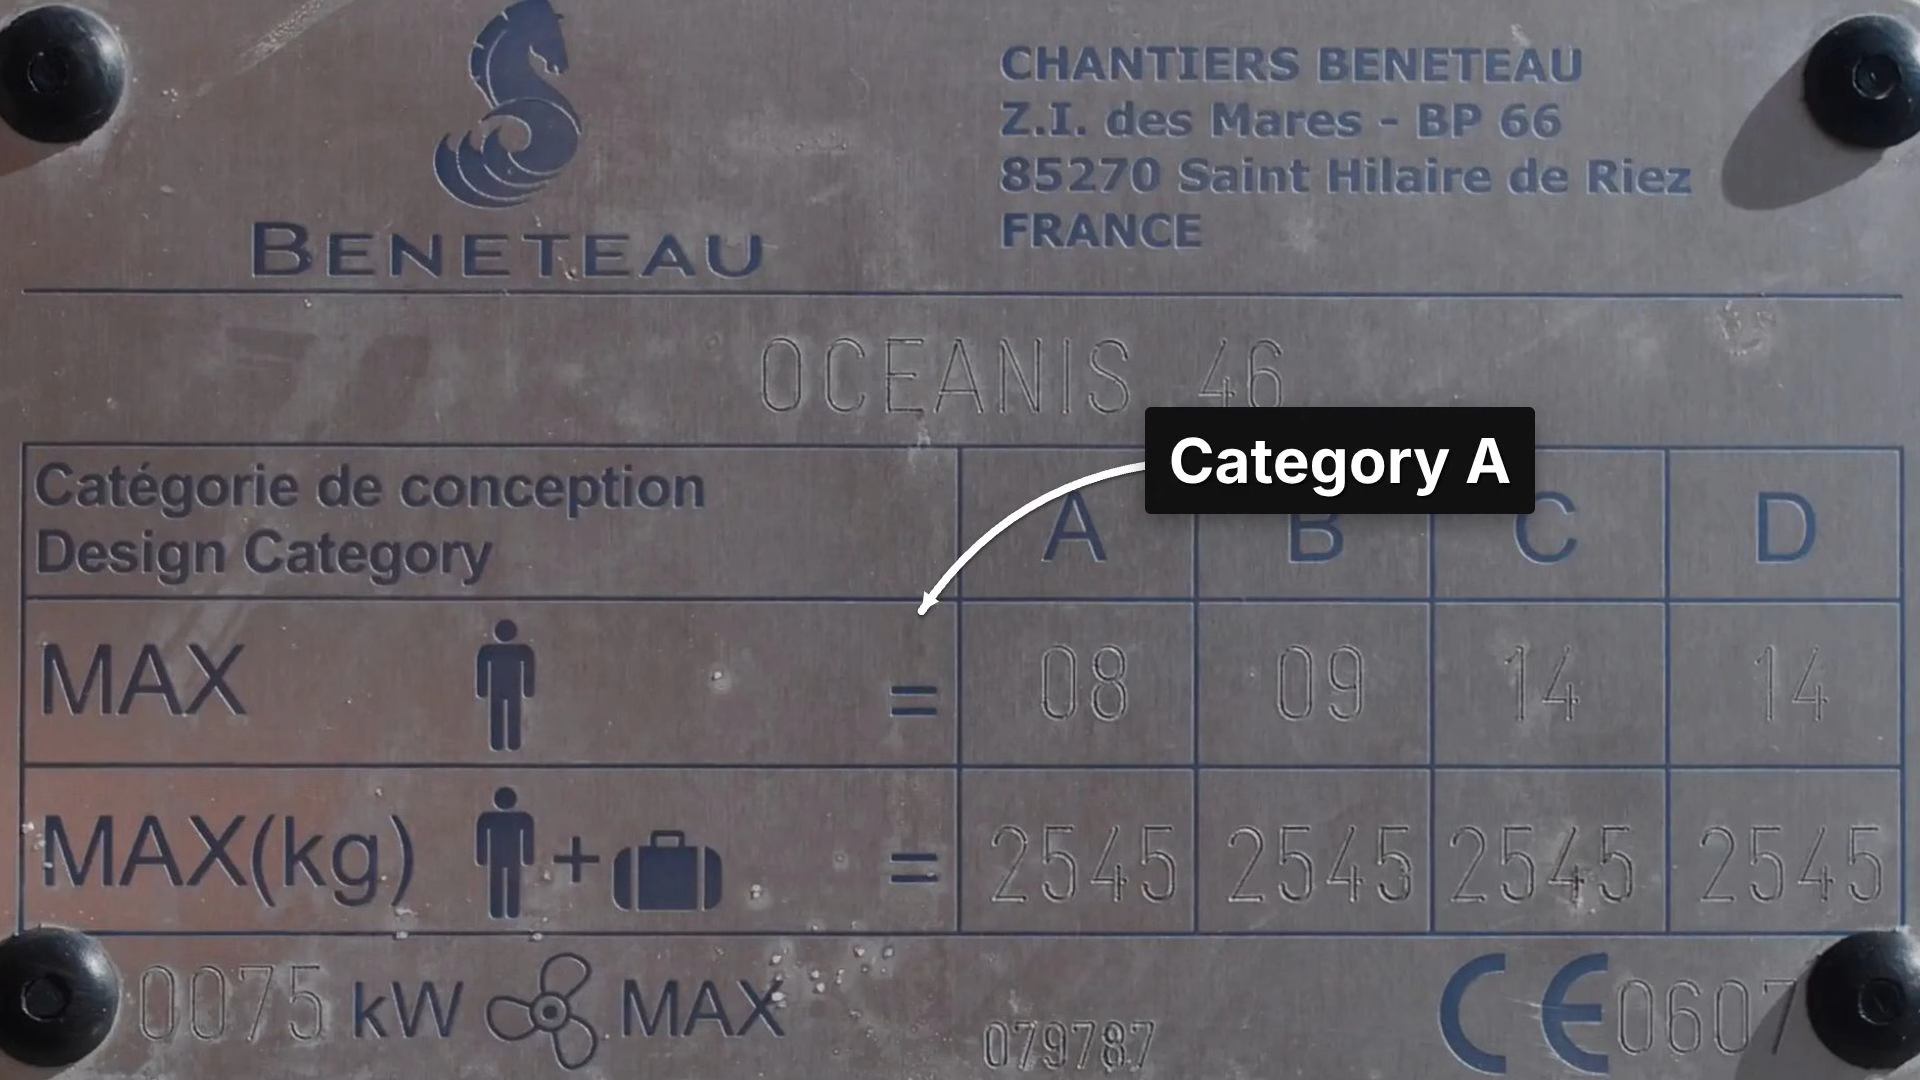 BENETEAU
CHANTIERS BENETEAU
Z.I. des Mares - BP 66
85270 Saint Hilaire de Riez
FRANCE
OCEANIS 46
Category A
Catégorie de conception
Design Category
A B C D
MAX = 08 09 14 14
MAX(kg) + = 2545 2545 2545 2545
0075 kW MAX
079787
CE 0607